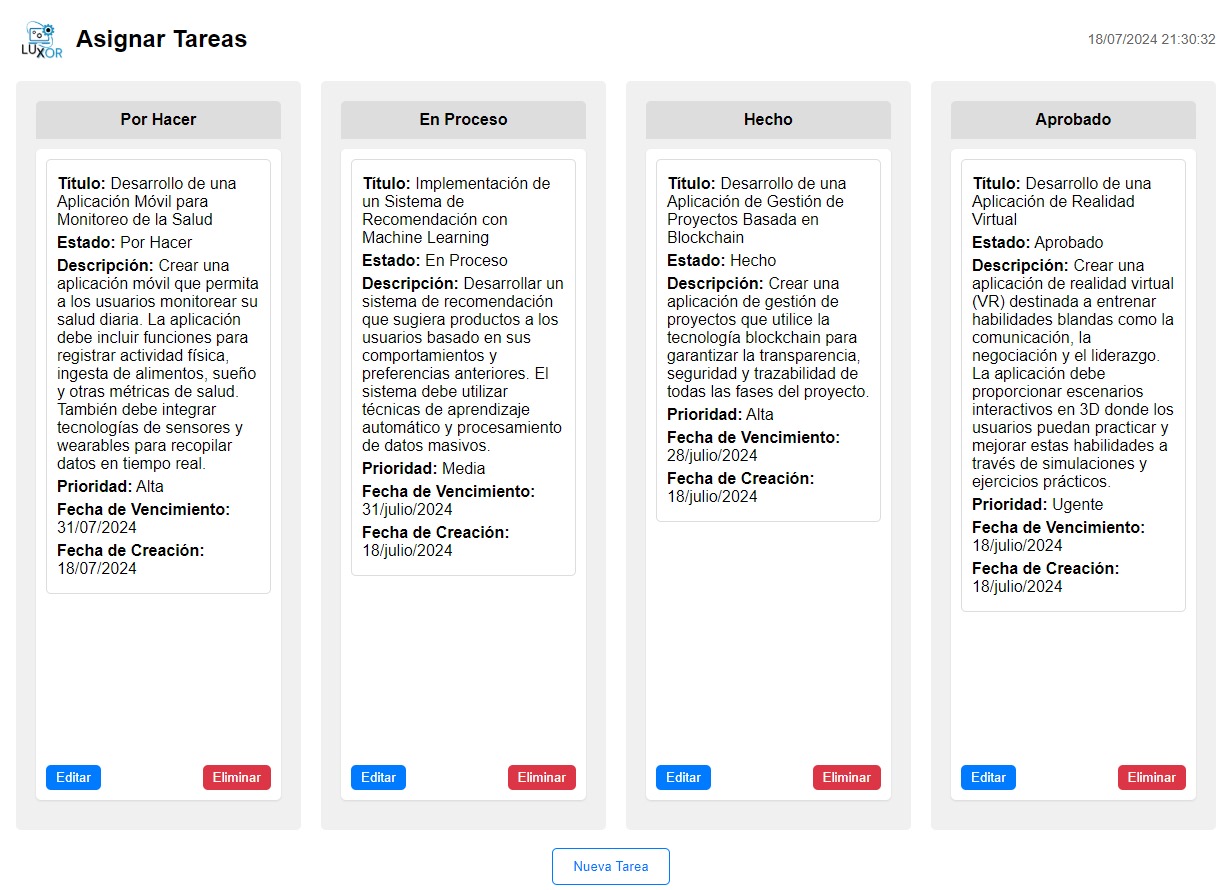 LUXOR
Asignar Tareas
18/07/2024 21:30:32
Por Hacer
Título: Desarrollo de una
Aplicación Móvil para
Monitoreo de la Salud
Estado: Por Hacer
Descripción: Crear una
aplicación móvil que permita
a los usuarios monitorear su
salud diaria. La aplicación
debe incluir funciones para
registrar actividad física,
ingesta de alimentos, sueño
y otras métricas de salud.
También debe integrar
tecnologías de sensores y
wearables para recopilar
datos en tiempo real.
Prioridad: Alta
Fecha de Vencimiento:
31/07/2024
Fecha de Creación:
18/07/2024
Editar
Eliminar
En Proceso
Título: Implementación de
un Sistema de
Recomendación con
Machine Learning
Estado: En Proceso
Descripción: Desarrollar un
sistema de recomendación
que sugiera productos a los
usuarios basado en sus
comportamientos y
preferencias anteriores. El
sistema debe utilizar
técnicas de aprendizaje
automático y procesamiento
de datos masivos.
Prioridad: Media
Fecha de Vencimiento:
31/julio/2024
Fecha de Creación:
18/julio/2024
Editar
Eliminar
Hecho
Título: Desarrollo de una
Aplicación de Gestión de
Proyectos Basada en
Blockchain
Estado: Hecho
Descripción: Crear una
aplicación de gestión de
proyectos que utilice la
tecnología blockchain para
garantizar la transparencia,
seguridad y trazabilidad de
todas las fases del proyecto.
Prioridad: Alta
Fecha de Vencimiento:
28/julio/2024
Fecha de Creación:
18/julio/2024
Editar
Eliminar
Aprobado
Título: Desarrollo de una
Aplicación de Realidad
Virtual
Estado: Aprobado
Descripción: Crear una
aplicación de realidad virtual
(VR) destinada a entrenar
habilidades blandas como la
comunicación, la
negociación y el liderazgo.
La aplicación debe
proporcionar escenarios
interactivos en 3D donde los
usuarios puedan practicar y
mejorar estas habilidades a
través de simulaciones y
ejercicios prácticos.
Prioridad: Ugente
Fecha de Vencimiento:
18/julio/2024
Fecha de Creación:
18/julio/2024
Editar
Eliminar
Nueva Tarea